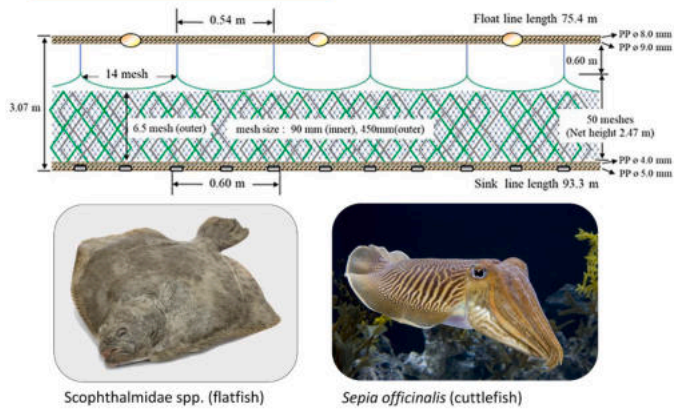 0.54 m
Float line length 75.4 m
PP ø 8.0 mm
PP ø 9.0 mm
0.60 m
14 mesh
3.07 m
6.5 mesh (outer)
mesh size : 90 mm (inner), 450mm(outer)
50 meshes
(Net height 2.47 m)
PP ø 4.0 mm
PP ø 5.0 mm
0.60 m
Sink line length 93.3 m
Scophthalmidae spp. (flatfish)
Sepia officinalis (cuttlefish)